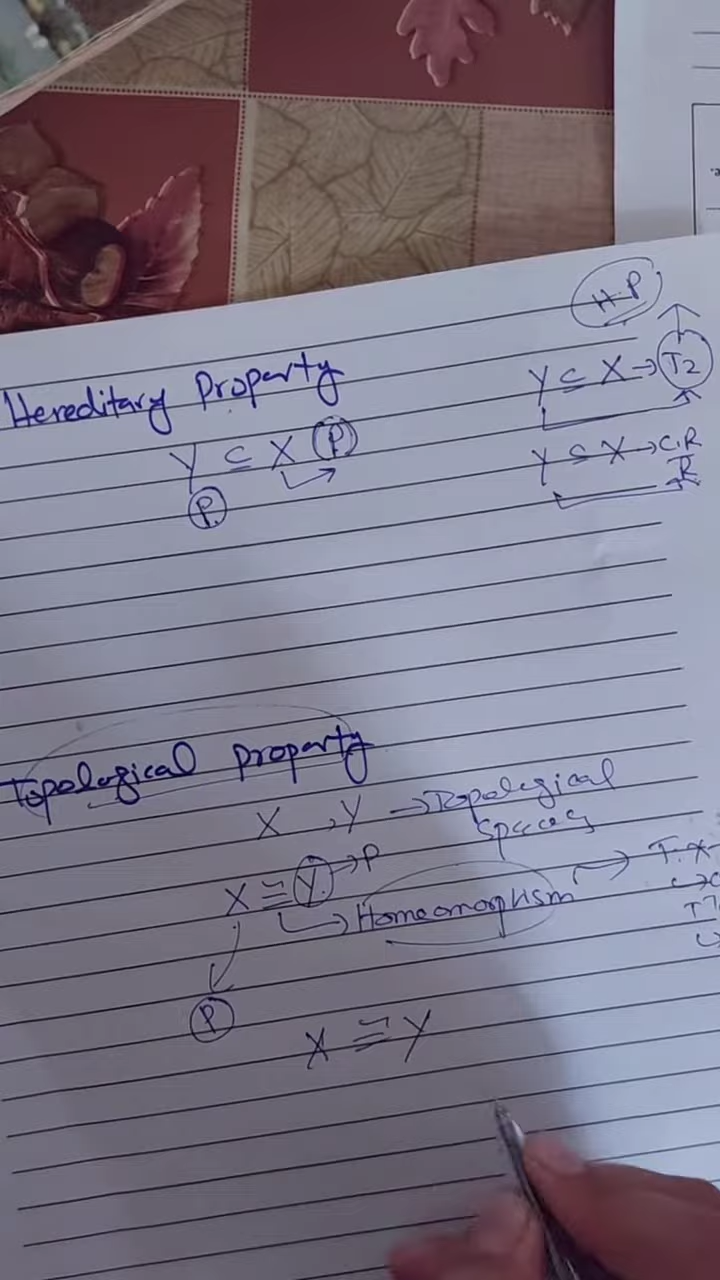 H.P
Hereditary Property
Y ⊆ X → T2
Y ⊆ X P
Y ⊆ X → C.R
R
P
Topological property
X , Y → Topological
Spaces
X ≅ Y → P
Homeomorphism → T: X
P
X ≅ Y